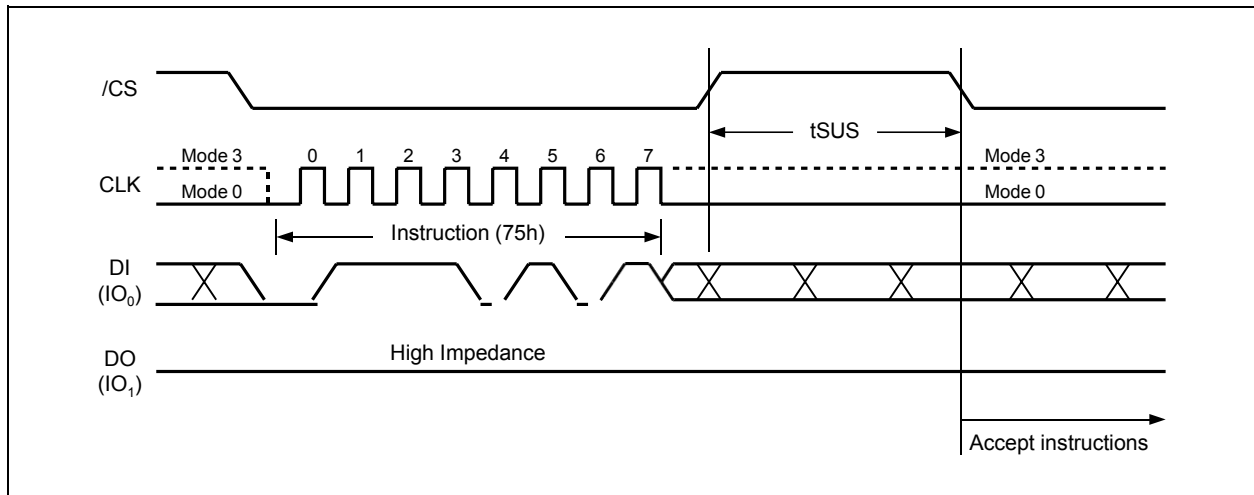 /CS
tSUS
Mode 3 0 1 2 3 4 5 6 7 Mode 3
CLK
Mode 0 Mode 0
Instruction (75h)
DI
(IO₀)
High Impedance
DO
(IO₁)
Accept instructions